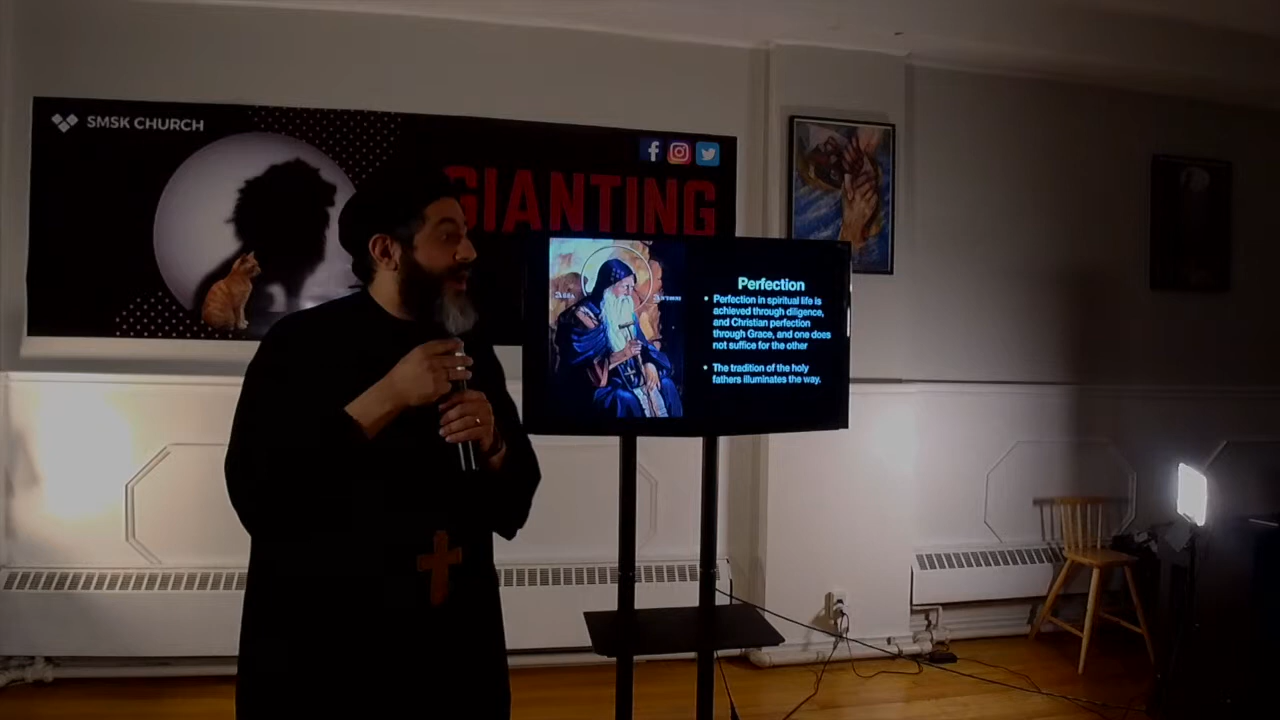 SMSK CHURCH
GIANTING
Perfection
• Perfection in spiritual life is
achieved through diligence,
and Christian perfection
through Grace, and one does
not suffice for the other
• The tradition of the holy
fathers illuminates the way.